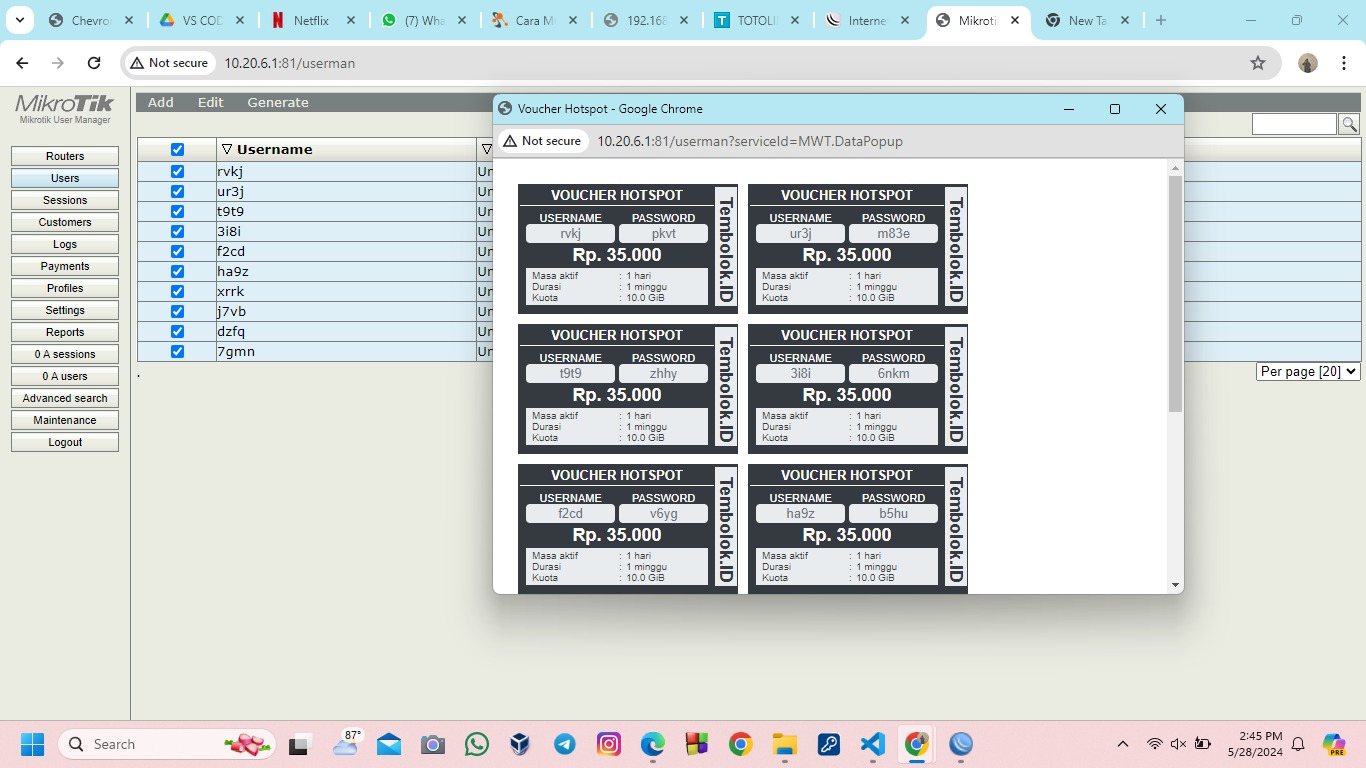 Chevro
VS COD
Netflix
(7) Wha
Cara M
192.168
TOTOLI
Interne
Mikroti
New Ta
Not secure
10.20.6.1:81/userman
MikroTik
Mikrotik User Manager
Routers
Users
Sessions
Customers
Logs
Payments
Profiles
Settings
Reports
0 A sessions
0 A users
Advanced search
Maintenance
Logout
Add Edit Generate
▽ Username ▽
rvkj Ur
ur3j Ur
t9t9 Ur
3i8i Ur
f2cd Ur
ha9z Ur
xrrk Ur
j7vb Ur
dzfq Ur
7gmn Ur
.
Per page [20]
Voucher Hotspot - Google Chrome
Not secure
10.20.6.1:81/userman?serviceId=MWT.DataPopup
VOUCHER HOTSPOT
USERNAME PASSWORD
rvkj pkvt
Rp. 35.000
Masa aktif : 1 hari
Durasi : 1 minggu
Kuota : 10.0 GiB
Tembolok.ID
VOUCHER HOTSPOT
USERNAME PASSWORD
ur3j m83e
Rp. 35.000
Masa aktif : 1 hari
Durasi : 1 minggu
Kuota : 10.0 GiB
Tembolok.ID
VOUCHER HOTSPOT
USERNAME PASSWORD
t9t9 zhhy
Rp. 35.000
Masa aktif : 1 hari
Durasi : 1 minggu
Kuota : 10.0 GiB
Tembolok.ID
VOUCHER HOTSPOT
USERNAME PASSWORD
3i8i 6nkm
Rp. 35.000
Masa aktif : 1 hari
Durasi : 1 minggu
Kuota : 10.0 GiB
Tembolok.ID
VOUCHER HOTSPOT
USERNAME PASSWORD
f2cd v6yg
Rp. 35.000
Masa aktif : 1 hari
Durasi : 1 minggu
Kuota : 10.0 GiB
Tembolok.ID
VOUCHER HOTSPOT
USERNAME PASSWORD
ha9z b5hu
Rp. 35.000
Masa aktif : 1 hari
Durasi : 1 minggu
Kuota : 10.0 GiB
Tembolok.ID
Search
87°
2:45 PM
5/28/2024
PRE